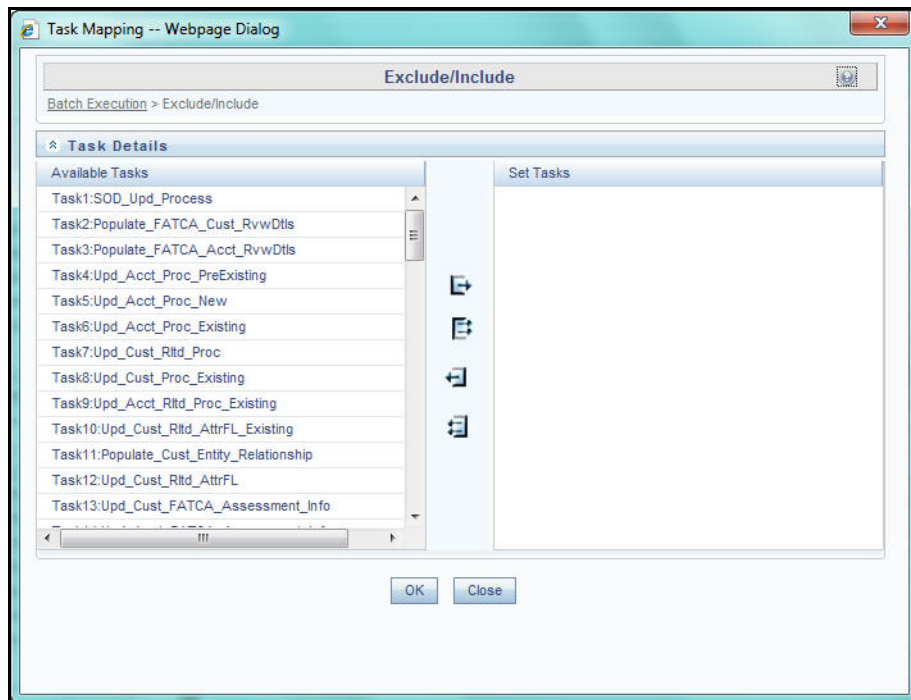 Task Mapping -- Webpage Dialog
Exclude/Include
Batch Execution > Exclude/Include
Task Details
Available Tasks
Set Tasks
Task1:SOD_Upd_Process
Task2:Populate_FATCA_Cust_RvwDtls
Task3:Populate_FATCA_Acct_RvwDtls
Task4:Upd_Acct_Proc_PreExisting
Task5:Upd_Acct_Proc_New
Task6:Upd_Acct_Proc_Existing
Task7:Upd_Cust_Rltd_Proc
Task8:Upd_Cust_Proc_Existing
Task9:Upd_Acct_Rltd_Proc_Existing
Task10:Upd_Cust_Rltd_AttrFL_Existing
Task11:Populate_Cust_Entity_Relationship
Task12:Upd_Cust_Rltd_AttrFL
Task13:Upd_Cust_FATCA_Assessment_Info
OK Close